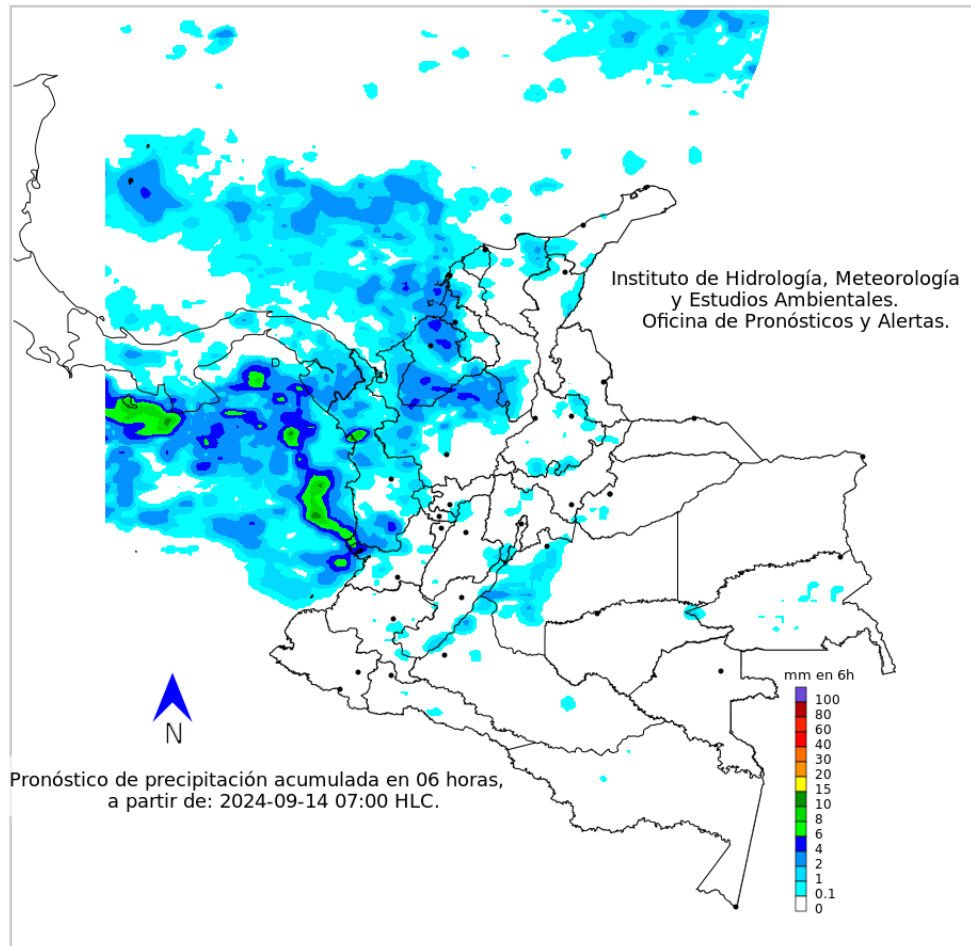 Instituto de Hidrología, Meteorología
y Estudios Ambientales.
Oficina de Pronósticos y Alertas.
mm en 6h
100
80
60
40
30
20
15
10
8
6
4
2
1
0.1
0
N
Pronóstico de precipitación acumulada en 06 horas,
a partir de: 2024-09-14 07:00 HLC.